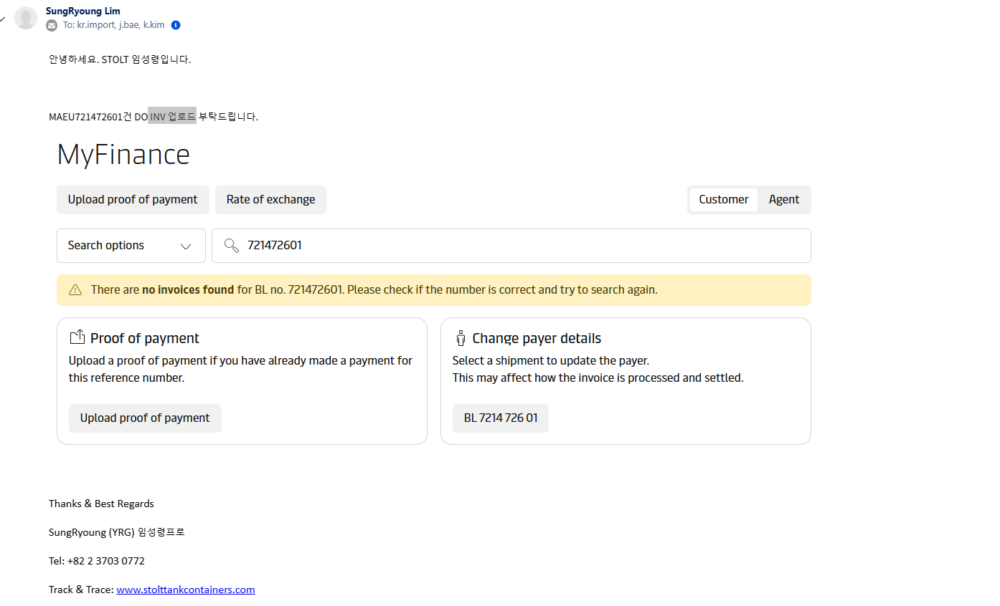 SungRyoung Lim
To: kr.import, j.bae, k.kim
안녕하세요. STOLT 임성령입니다.
MAEU721472601건 DO INV 업로드 부탁드립니다.
MyFinance
Upload proof of payment
Rate of exchange
Customer
Agent
Search options
721472601
There are no invoices found for BL no. 721472601. Please check if the number is correct and try to search again.
Proof of payment
Upload a proof of payment if you have already made a payment for
this reference number.
Upload proof of payment
Change payer details
Select a shipment to update the payer.
This may affect how the invoice is processed and settled.
BL 7214 726 01
Thanks & Best Regards
SungRyoung (YRG) 임성령프로
Tel: +82 2 3703 0772
Track & Trace: www.stolttankcontainers.com